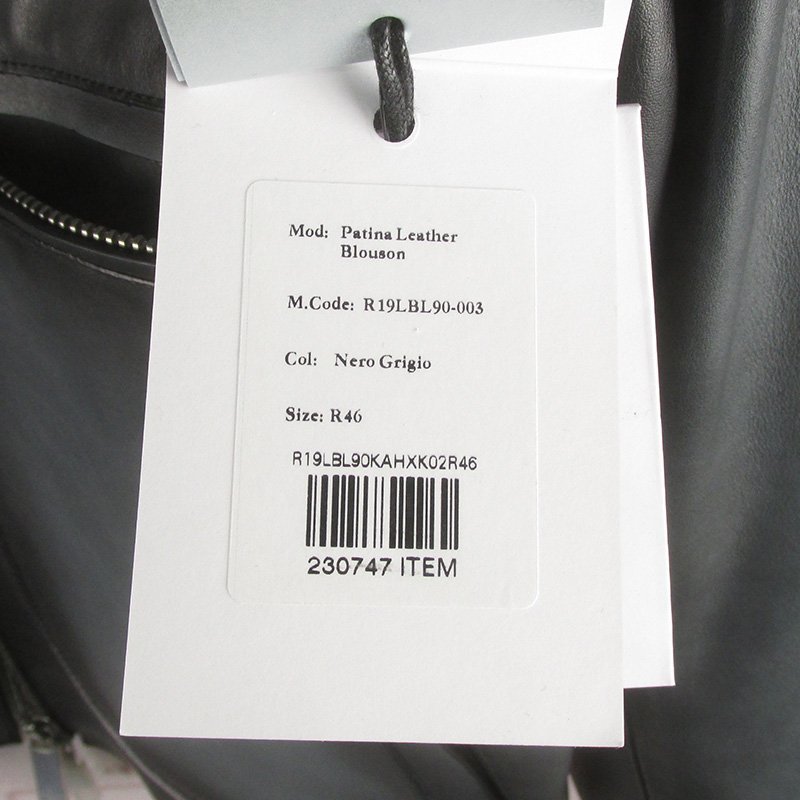 Mod: Patina Leather
Blouson
M.Code: R19LBL90-003
Col: Nero Grigio
Size: R46
R19LBL90KAHXK02R46
230747 ITEM